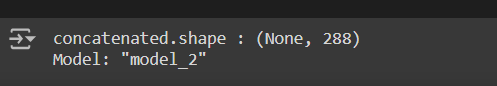 concatenated.shape : (None, 288)
Model: "model_2"